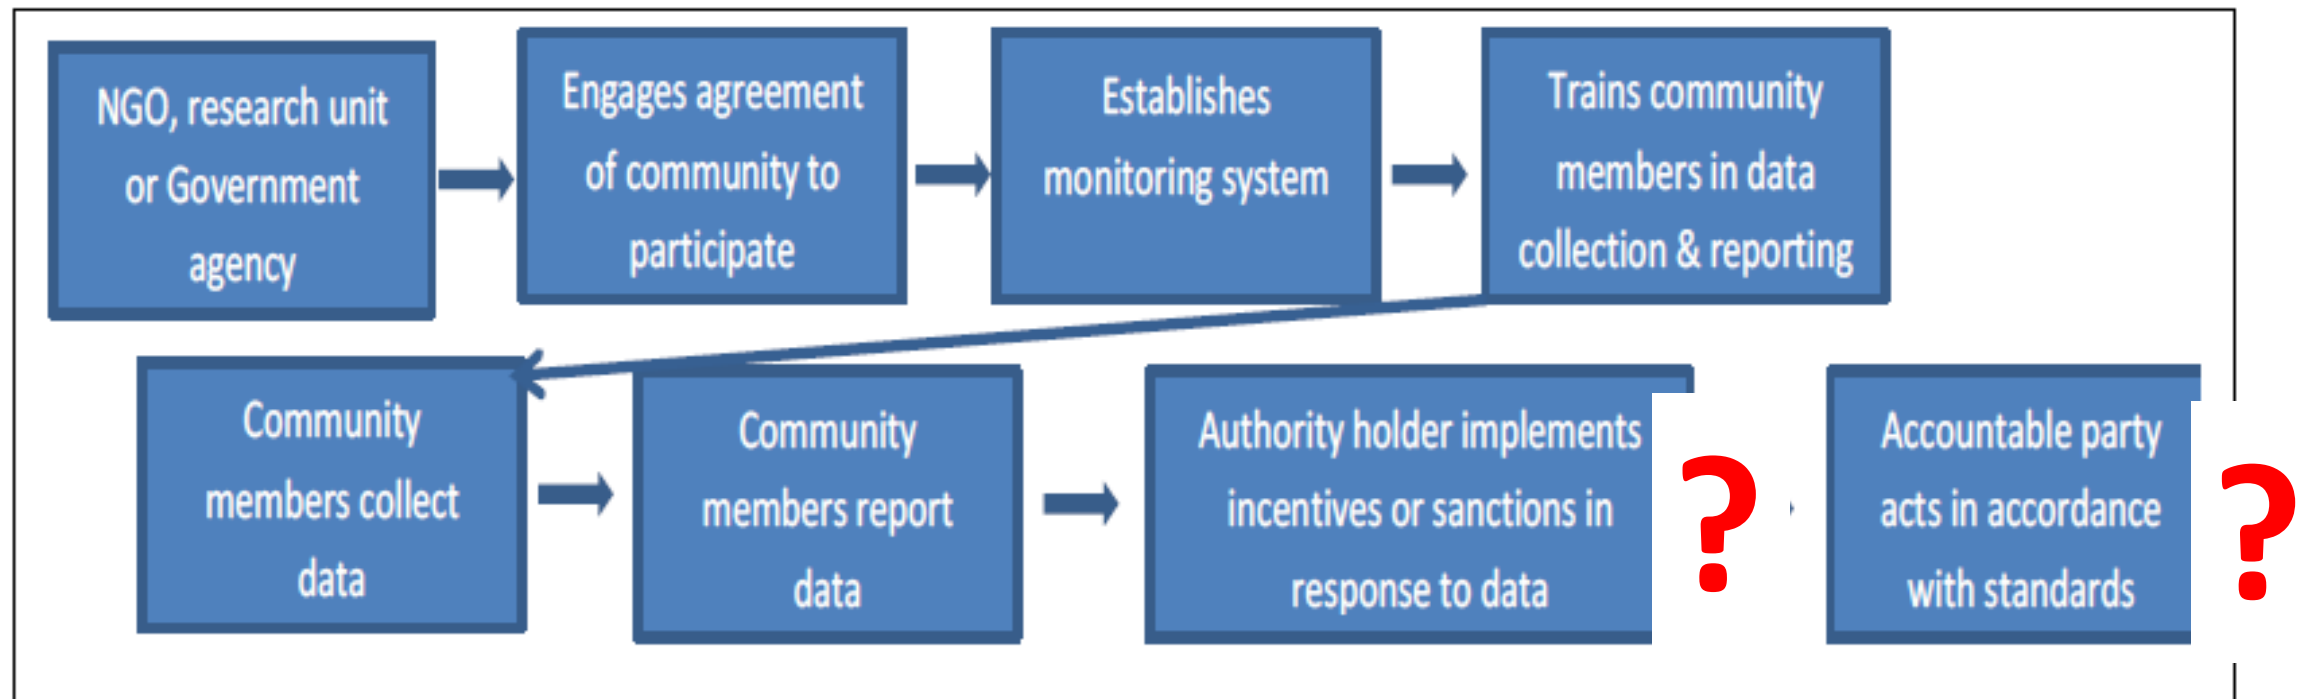 NGO, research unit
or Government
agency
Engages agreement
of community to
participate
Establishes
monitoring system
Trains community
members in data
collection & reporting
Community
members collect
data
Community
members report
data
Authority holder implements
incentives or sanctions in
response to data
?
Accountable party
acts in accordance
with standards
?